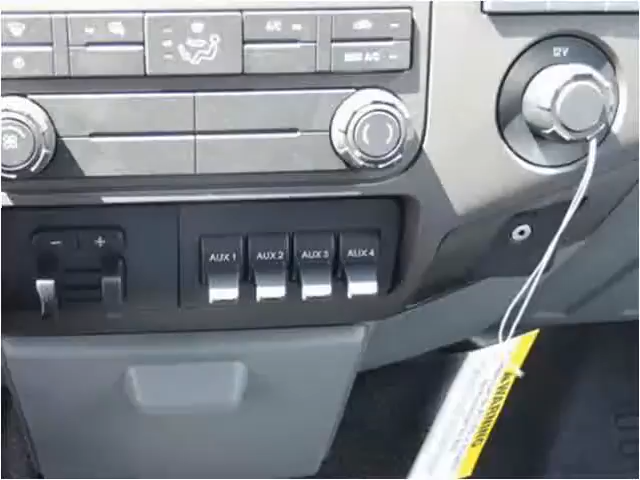 A/C
MAX A/C
12V
- +
AUX 1 AUX 2 AUX 3 AUX 4
WARNING